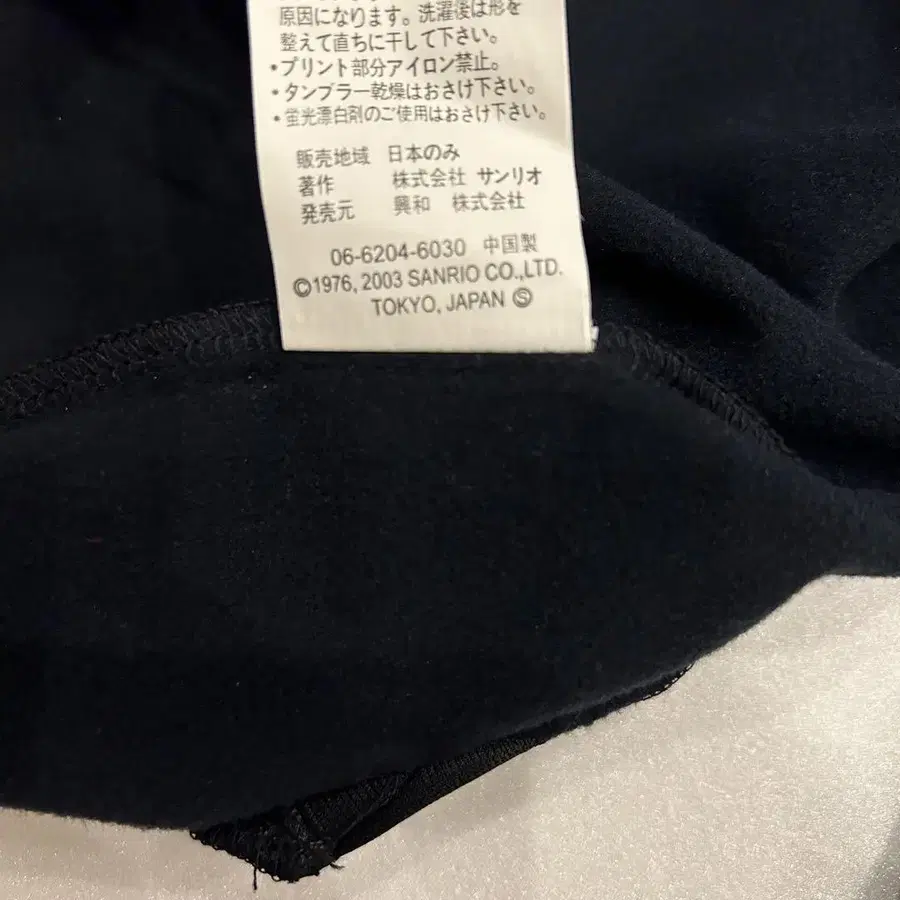 原因になります。洗濯後は形を
整えて直ちに干して下さい。
•プリント部分アイロン禁止。
•タンブラー乾燥はおさけ下さい。
•蛍光漂白剤のご使用はおさけ下さい。
販売地域 日本のみ
著作 株式会社 サンリオ
発売元 興和 株式会社
06-6204-6030 中国製
©1976, 2003 SANRIO CO.,LTD.
TOKYO, JAPAN Ⓢ